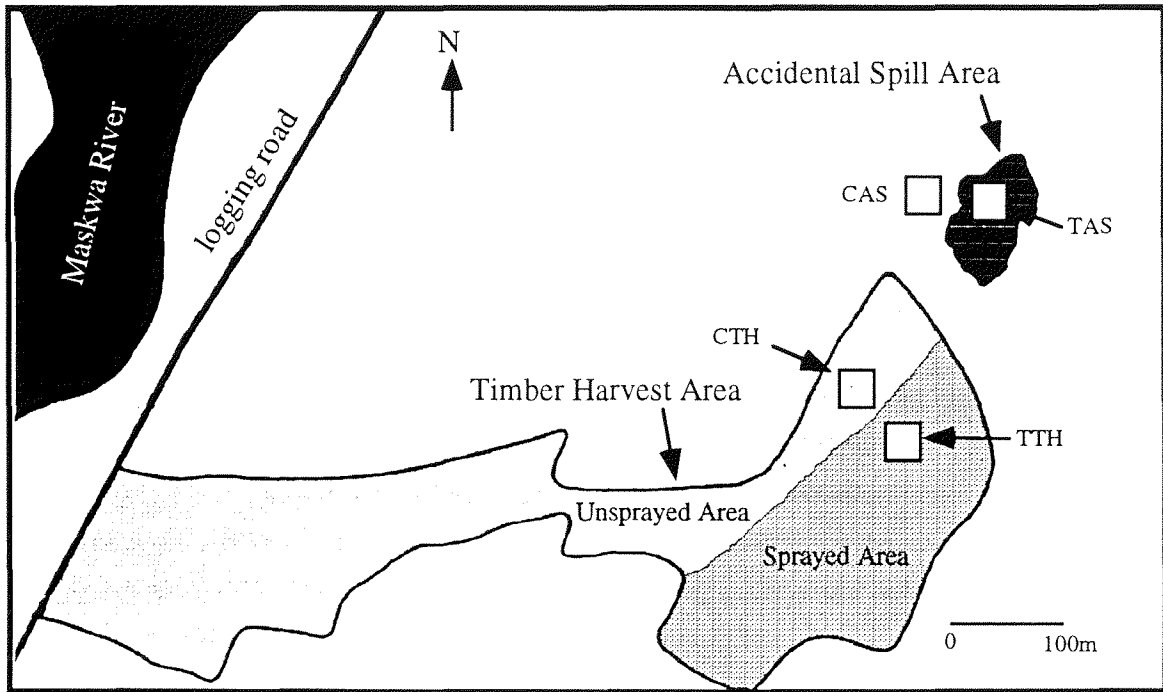 N
Accidental Spill Area
Maskwa River
logging road
CAS
TAS
CTH
Timber Harvest Area
TTH
Unsprayed Area
Sprayed Area
0 100m